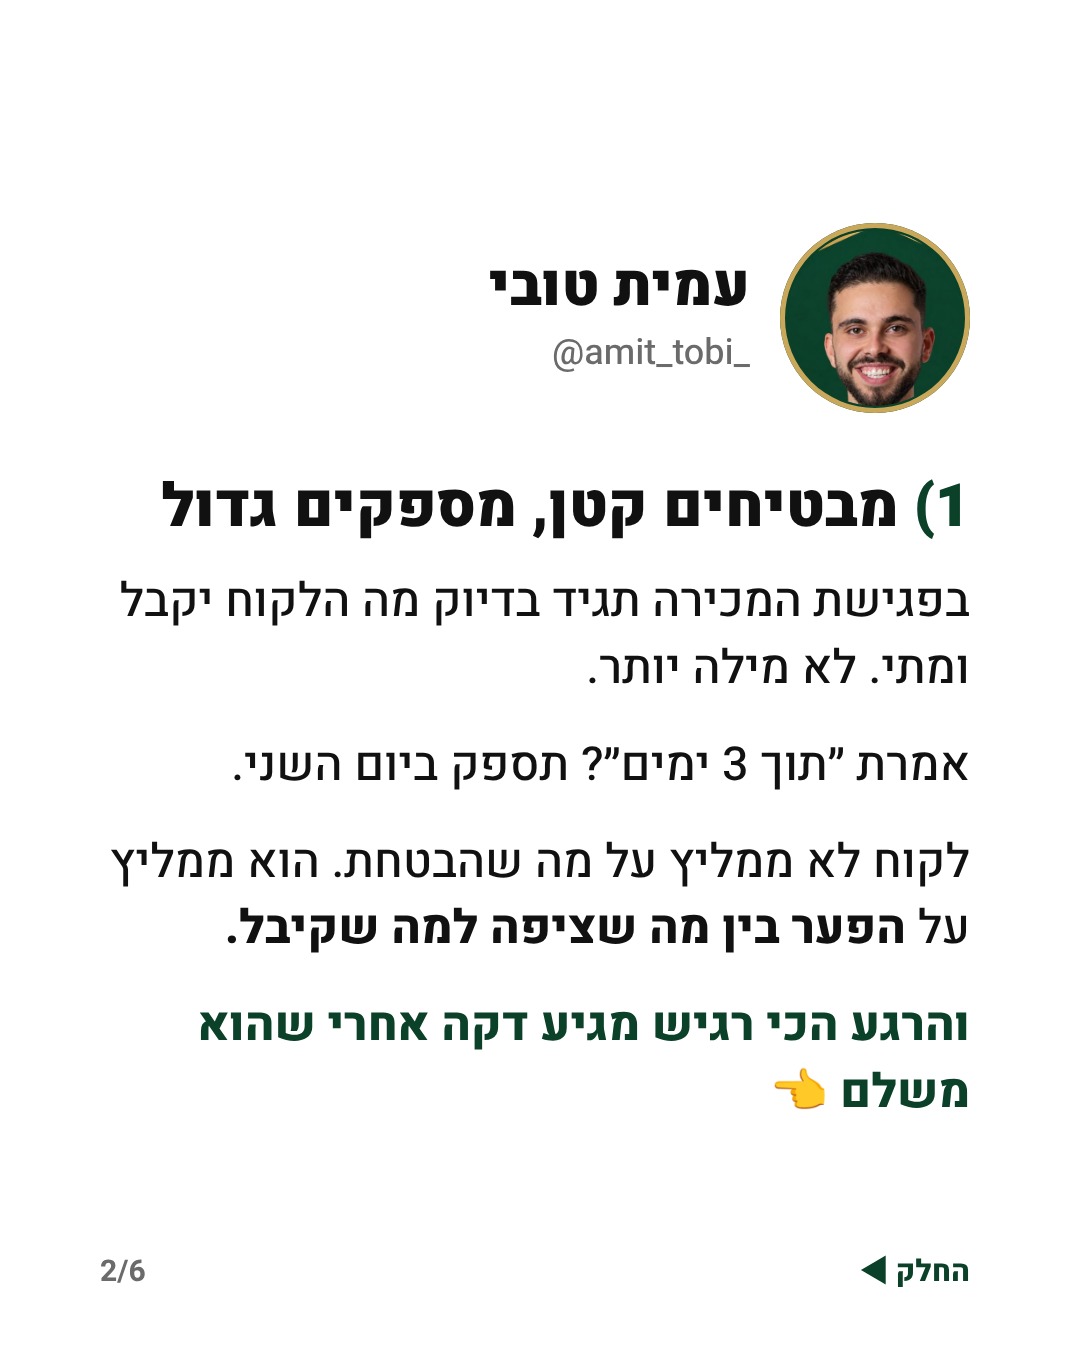 עמית טובי
@amit_tobi_
1) מבטיחים קטן, מספקים גדול
בפגישת המכירה תגיד בדיוק מה הלקוח יקבל
ומתי. לא מילה יותר.
אמרת ״תוך 3 ימים״? תספק ביום השני.
לקוח לא ממליץ על מה שהבטחת. הוא ממליץ
על הפער בין מה שציפה למה שקיבל.
והרגע הכי רגיש מגיע דקה אחרי שהוא
משלם 👈
החלק ◀
2/6